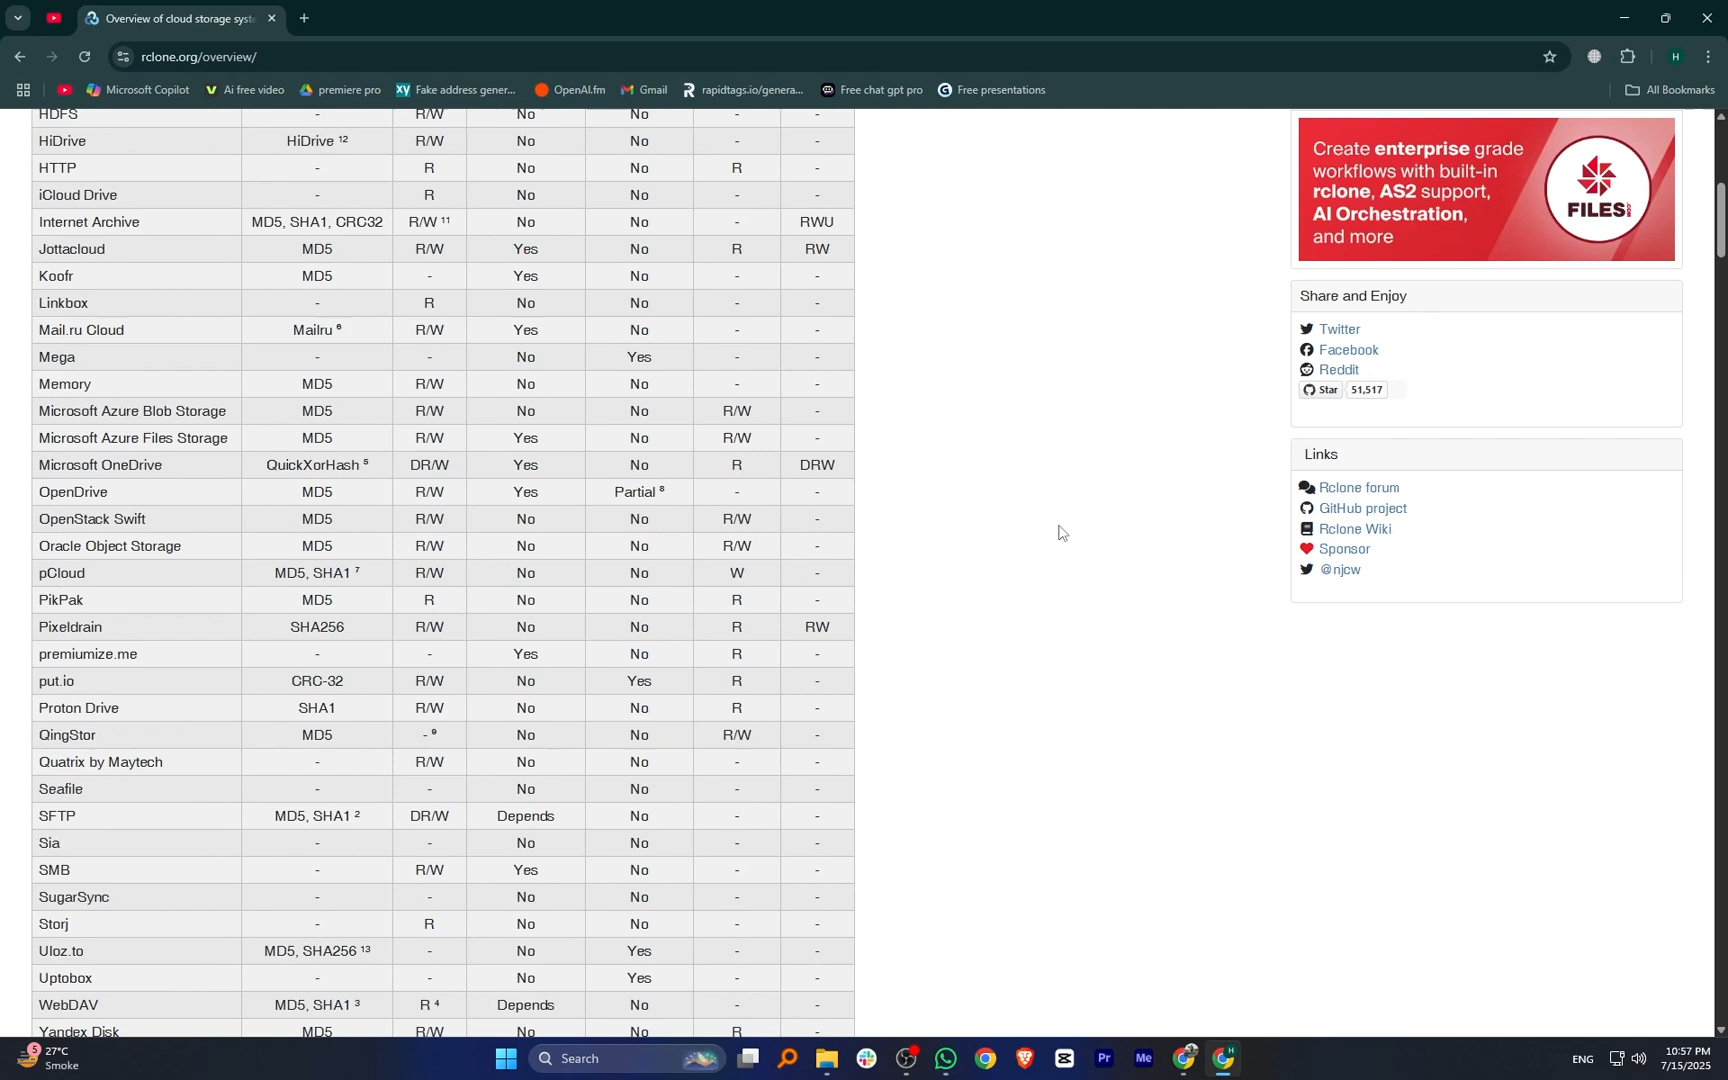 Overview of cloud storage syste
rclone.org/overview/
H
Microsoft Copilot
Ai free video
premiere pro
XY Fake address gener...
OpenAI.fm
Gmail
rapidtags.io/genera...
Free chat gpt pro
Free presentations
All Bookmarks
HDFS - R/W No No - -
HiDrive HiDrive ¹² R/W No No - -
HTTP - R No No R -
iCloud Drive - R No No - -
Internet Archive MD5, SHA1, CRC32 R/W ¹¹ No No - RWU
Jottacloud MD5 R/W Yes No R RW
Koofr MD5 - Yes No - -
Linkbox - R No No - -
Mail.ru Cloud Mailru ⁶ R/W Yes No - -
Mega - - No Yes - -
Memory MD5 R/W No No - -
Microsoft Azure Blob Storage MD5 R/W No No R/W -
Microsoft Azure Files Storage MD5 R/W Yes No R/W -
Microsoft OneDrive QuickXorHash ⁵ DR/W Yes No R DRW
OpenDrive MD5 R/W Yes Partial ⁸ - -
OpenStack Swift MD5 R/W No No R/W -
Oracle Object Storage MD5 R/W No No R/W -
pCloud MD5, SHA1 ⁷ R/W No No W -
PikPak MD5 R No No R -
Pixeldrain SHA256 R/W No No R RW
premiumize.me - - Yes No R -
put.io CRC-32 R/W No Yes R -
Proton Drive SHA1 R/W No No R -
QingStor MD5 - ⁹ No No R/W -
Quatrix by Maytech - R/W No No - -
Seafile - - No No - -
SFTP MD5, SHA1 ² DR/W Depends No - -
Sia - - No No - -
SMB - R/W Yes No - -
SugarSync - - No No - -
Storj - R No No - -
Uloz.to MD5, SHA256 ¹³ - No Yes - -
Uptobox - - No Yes - -
WebDAV MD5, SHA1 ³ R ⁴ Depends No - -
Yandex Disk MD5 R/W No No R -
Create enterprise grade
workflows with built-in
rclone, AS2 support,
AI Orchestration,
and more
FILES.COM
Share and Enjoy
Twitter
Facebook
Reddit
Star 51,517
Links
Rclone forum
GitHub project
Rclone Wiki
Sponsor
@njcw
5
27°C
Smoke
Search
Pr
Me
H
ENG
10:57 PM
7/15/2025